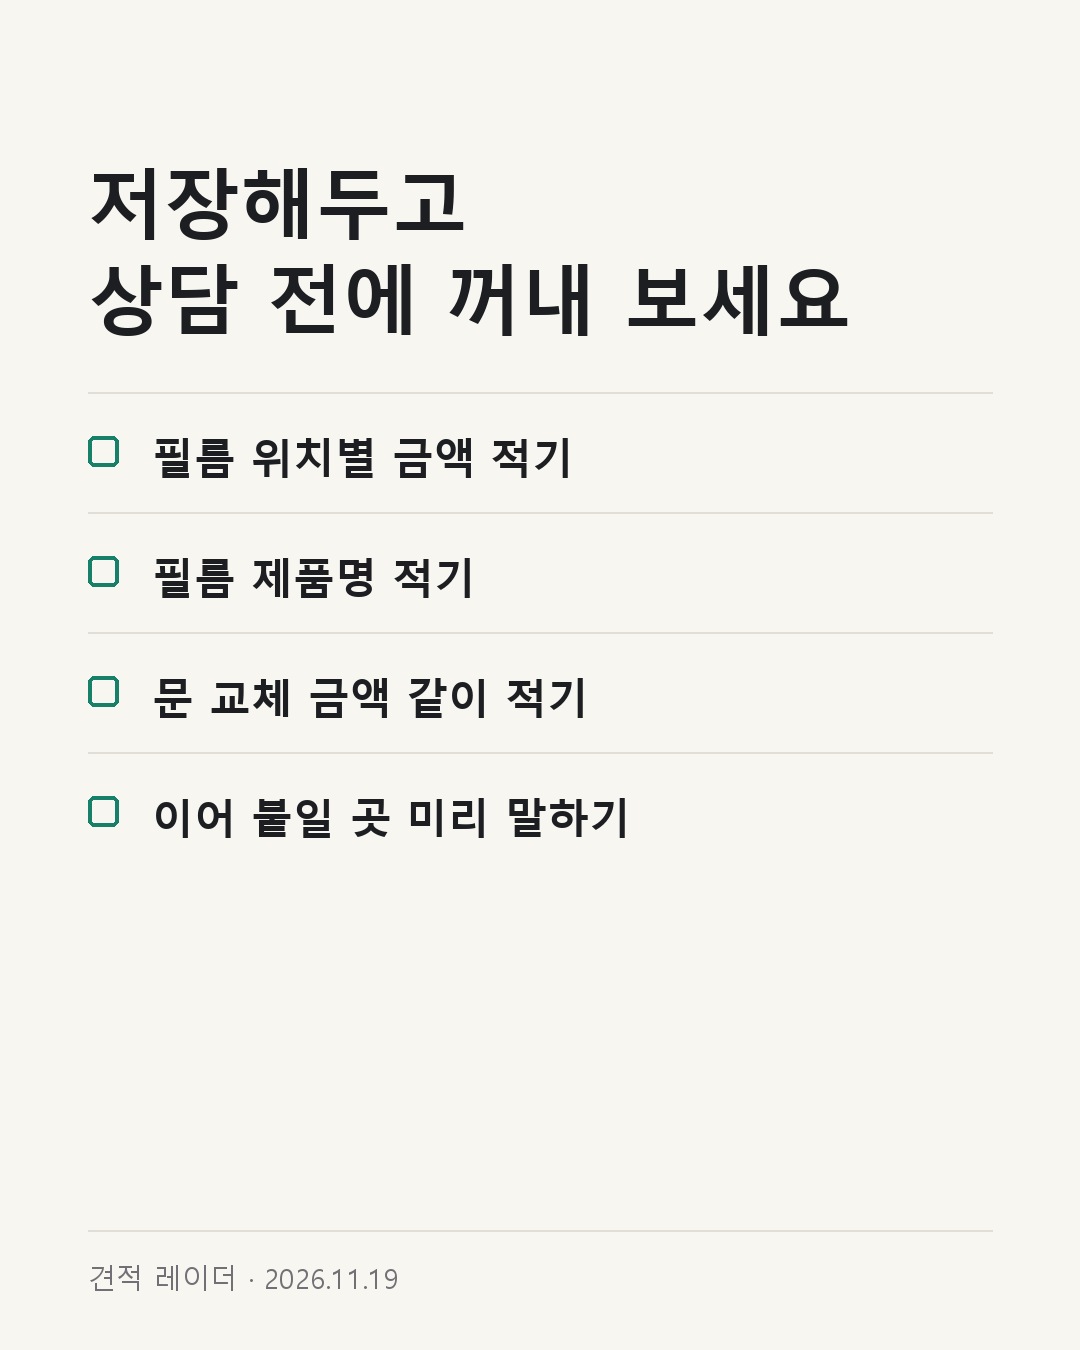 저장해두고
상담 전에 꺼내 보세요
필름 위치별 금액 적기
필름 제품명 적기
문 교체 금액 같이 적기
이어 붙일 곳 미리 말하기
견적 레이더 · 2026.11.19